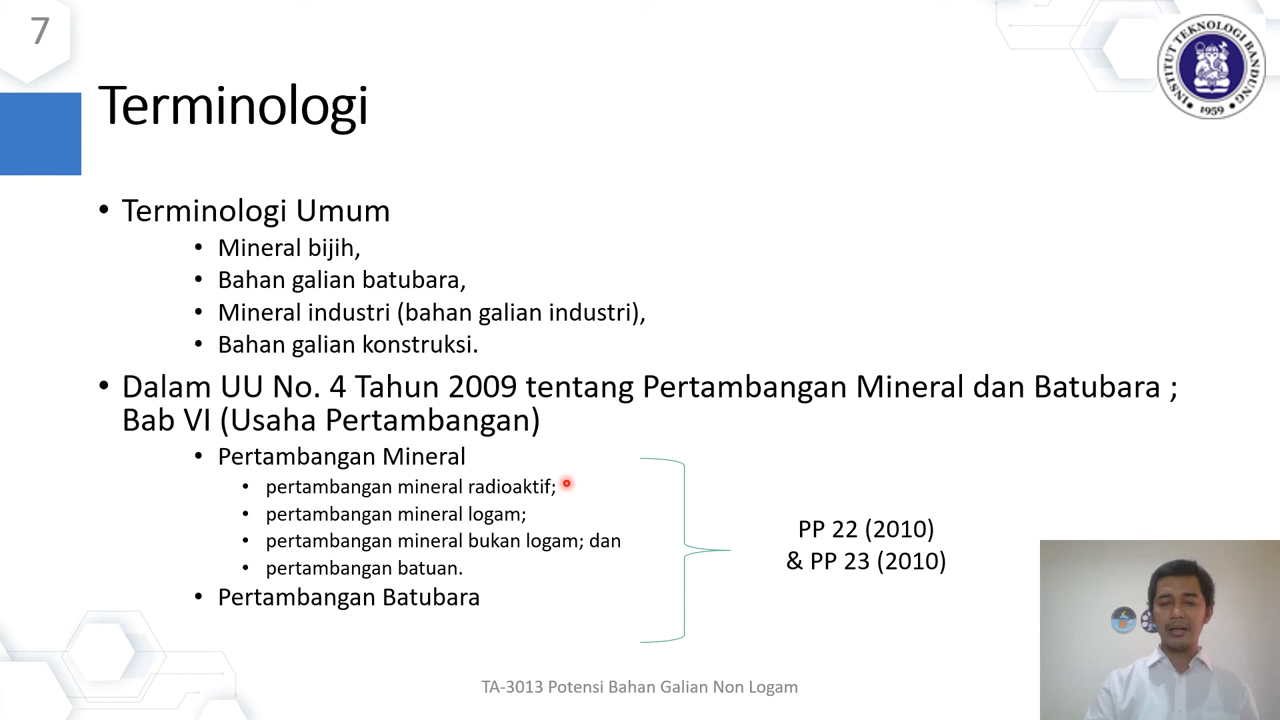 7
INSTITUT TEKNOLOGI BANDUNG
1959
Terminologi
• Terminologi Umum
• Mineral bijih,
• Bahan galian batubara,
• Mineral industri (bahan galian industri),
• Bahan galian konstruksi.
• Dalam UU No. 4 Tahun 2009 tentang Pertambangan Mineral dan Batubara ;
Bab VI (Usaha Pertambangan)
• Pertambangan Mineral
• pertambangan mineral radioaktif;
• pertambangan mineral logam;
• pertambangan mineral bukan logam; dan
• pertambangan batuan.
• Pertambangan Batubara
PP 22 (2010)
& PP 23 (2010)
TA-3013 Potensi Bahan Galian Non Logam